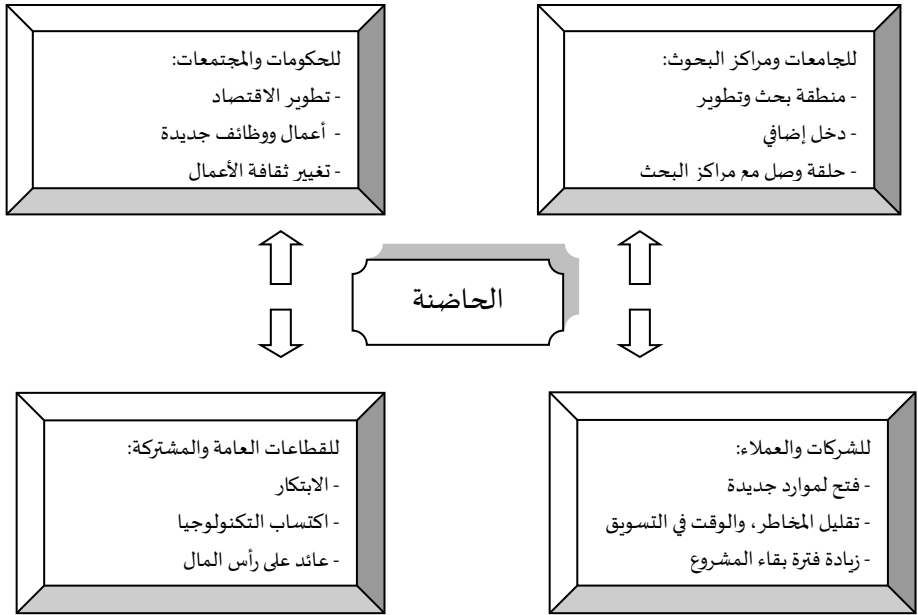 للجامعات ومراكز البحوث:
- منطقة بحث وتطوير
- دخل إضافي
- حلقة وصل مع مراكز البحث
للحكومات والمجتمعات:
- تطوير الاقتصاد
- أعمال ووظائف جديدة
- تغيير ثقافة الأعمال
الحاضنة
للشركات والعملاء:
- فتح لموارد جديدة
- تقليل المخاطر، والوقت في التسويق
- زيادة فترة بقاء المشروع
للقطاعات العامة والمشتركة:
- الابتكار
- اكتساب التكنولوجيا
- عائد على رأس المال